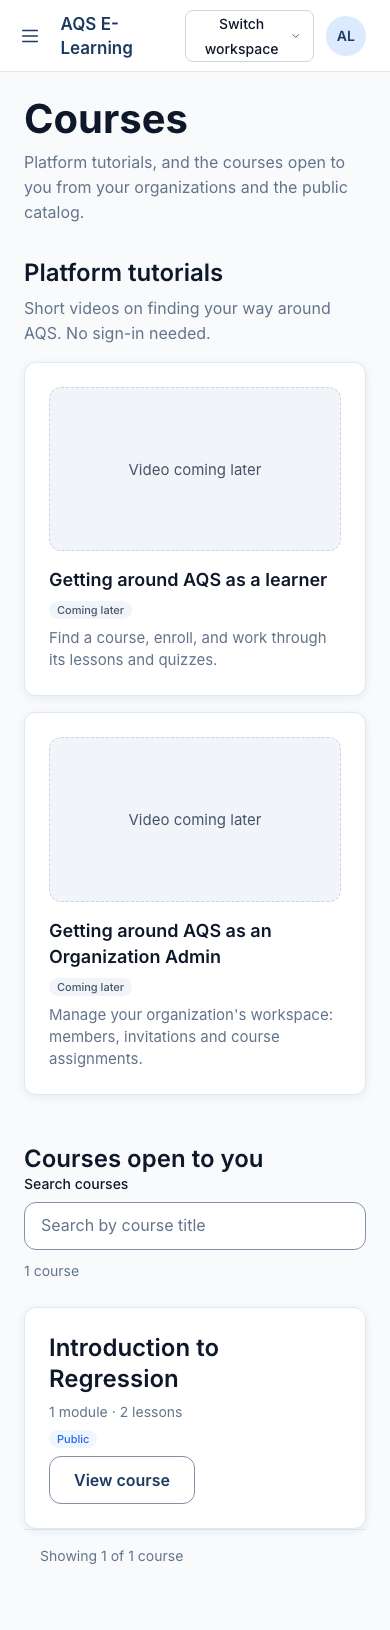 AQS E-
Learning
Switch
workspace
AL
Courses
Platform tutorials, and the courses open to
you from your organizations and the public
catalog.
Platform tutorials
Short videos on finding your way around
AQS. No sign-in needed.
Video coming later
Getting around AQS as a learner
Coming later
Find a course, enroll, and work through
its lessons and quizzes.
Video coming later
Getting around AQS as an
Organization Admin
Coming later
Manage your organization's workspace:
members, invitations and course
assignments.
Courses open to you
Search courses
Search by course title
1 course
Introduction to
Regression
1 module · 2 lessons
Public
View course
Showing 1 of 1 course